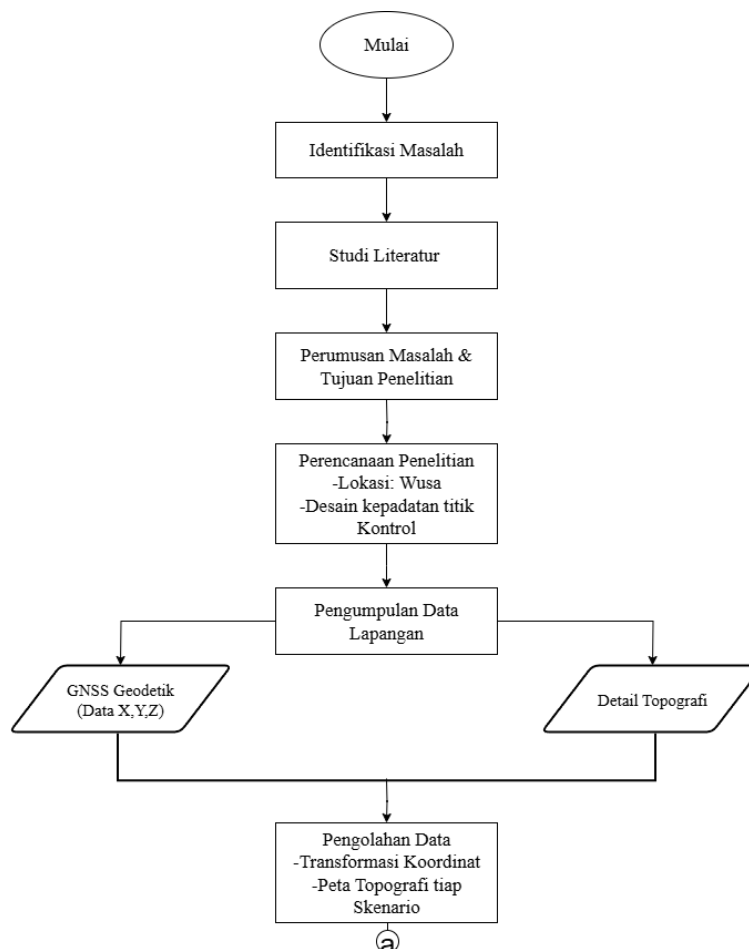 Mulai
Identifikasi Masalah
Studi Literatur
Perumusan Masalah &
Tujuan Penelitian
Perencanaan Penelitian
-Lokasi: Wusa
-Desain kepadatan titik
Kontrol
Pengumpulan Data
Lapangan
GNSS Geodetik
(Data X,Y,Z)
Detail Topografi
Pengolahan Data
-Transformasi Koordinat
-Peta Topografi tiap
Skenario
a